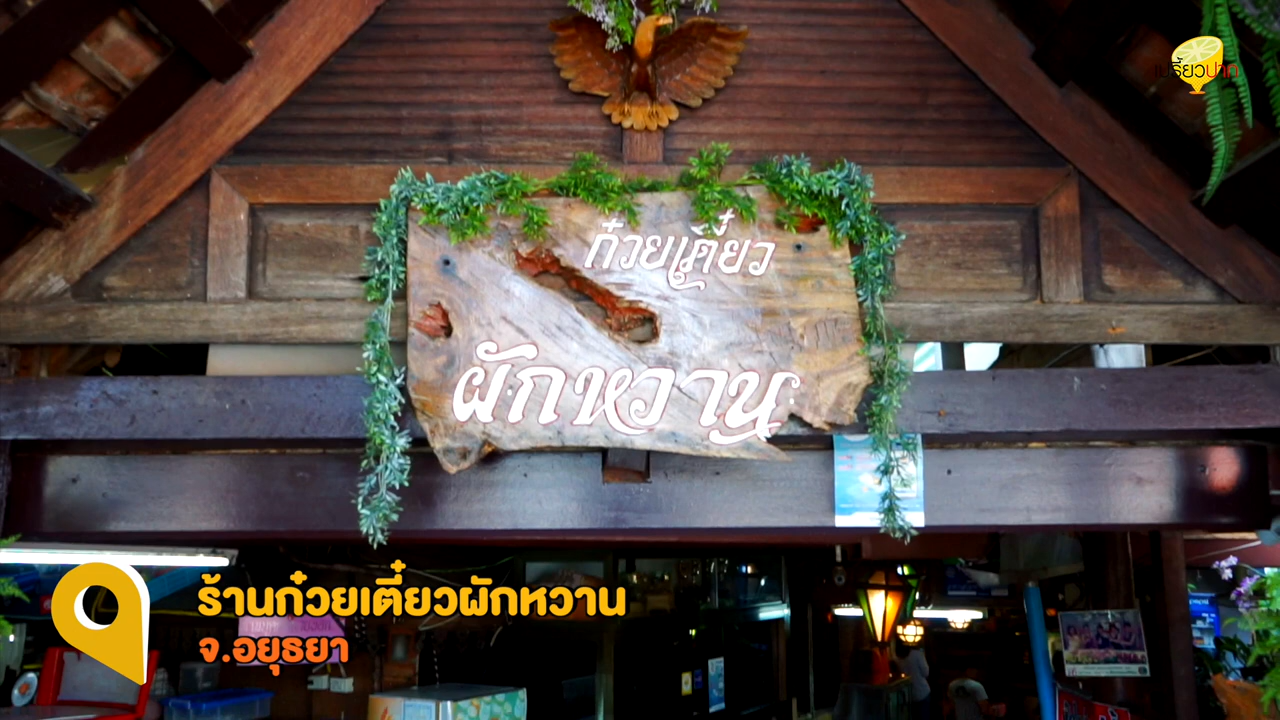 เปรี้ยวปาก
ก๋วยเตี๋ยว
ผักหวาน
ร้านก๋วยเตี๋ยวผักหวาน
จ.อยุธยา